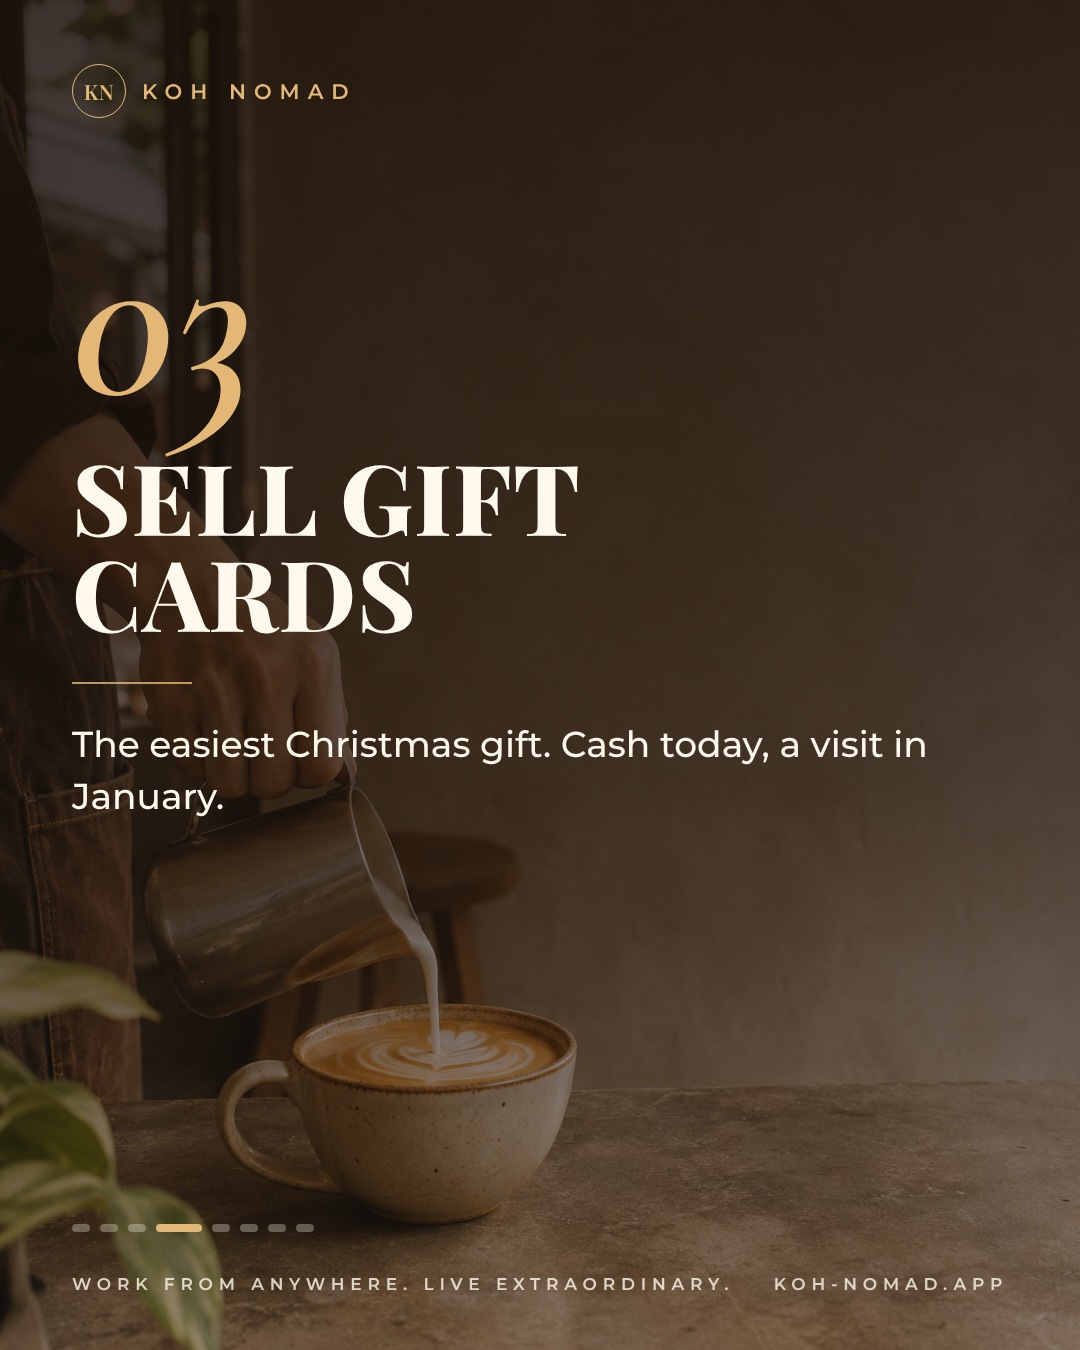 KN KOH NOMAD
03
SELL GIFT
CARDS
The easiest Christmas gift. Cash today, a visit in
January.
WORK FROM ANYWHERE. LIVE EXTRAORDINARY. KOH-NOMAD.APP